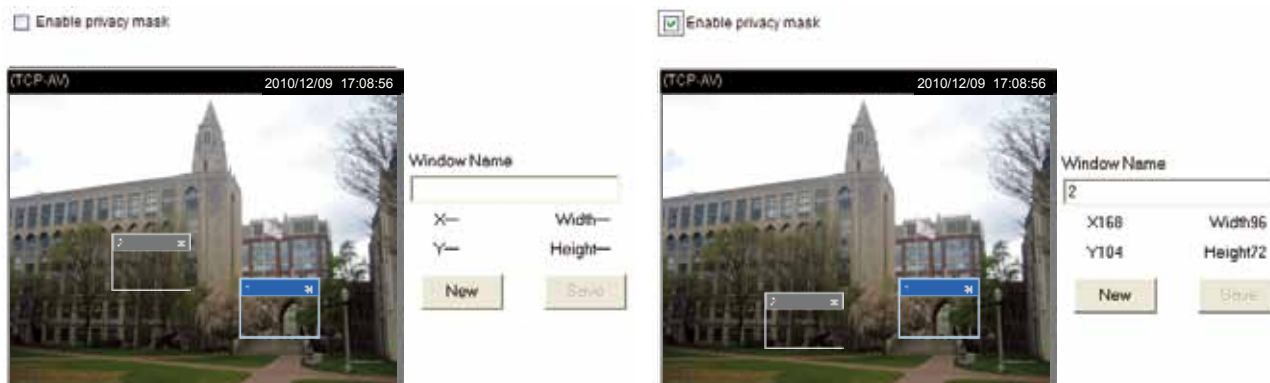 Enable privacy mask
(TCP-AV) 2010/12/09 17:08:56
Window Name
X— Width—
Y— Height—
New Save
Enable privacy mask
(TCP-AV) 2010/12/09 17:08:56
Window Name
2
X168 Width96
Y104 Height72
New Save